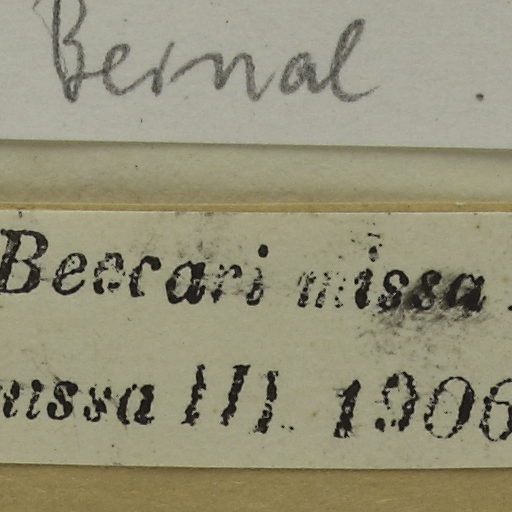 Bernal .
Beccari missa
missa III. 1906